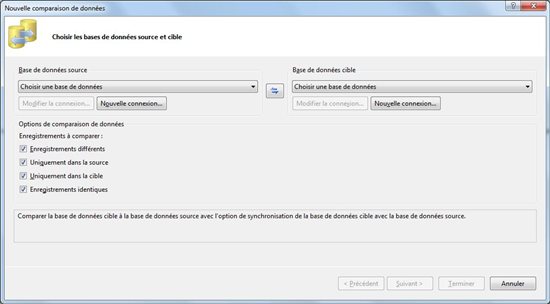 Nouvelle comparaison de données
Choisir les bases de données source et cible
Base de données source
Base de données cible
Choisir une base de données
Choisir une base de données
Modifier la connexion...
Nouvelle connexion...
Modifier la connexion...
Nouvelle connexion...
Options de comparaison de données
Enregistrements à comparer :
Enregistrements différents
Uniquement dans la source
Uniquement dans la cible
Enregistrements identiques
Comparer la base de données cible à la base de données source avec l'option de synchronisation de la base de données cible avec la base de données source.
< Précédent
Suivant >
Terminer
Annuler